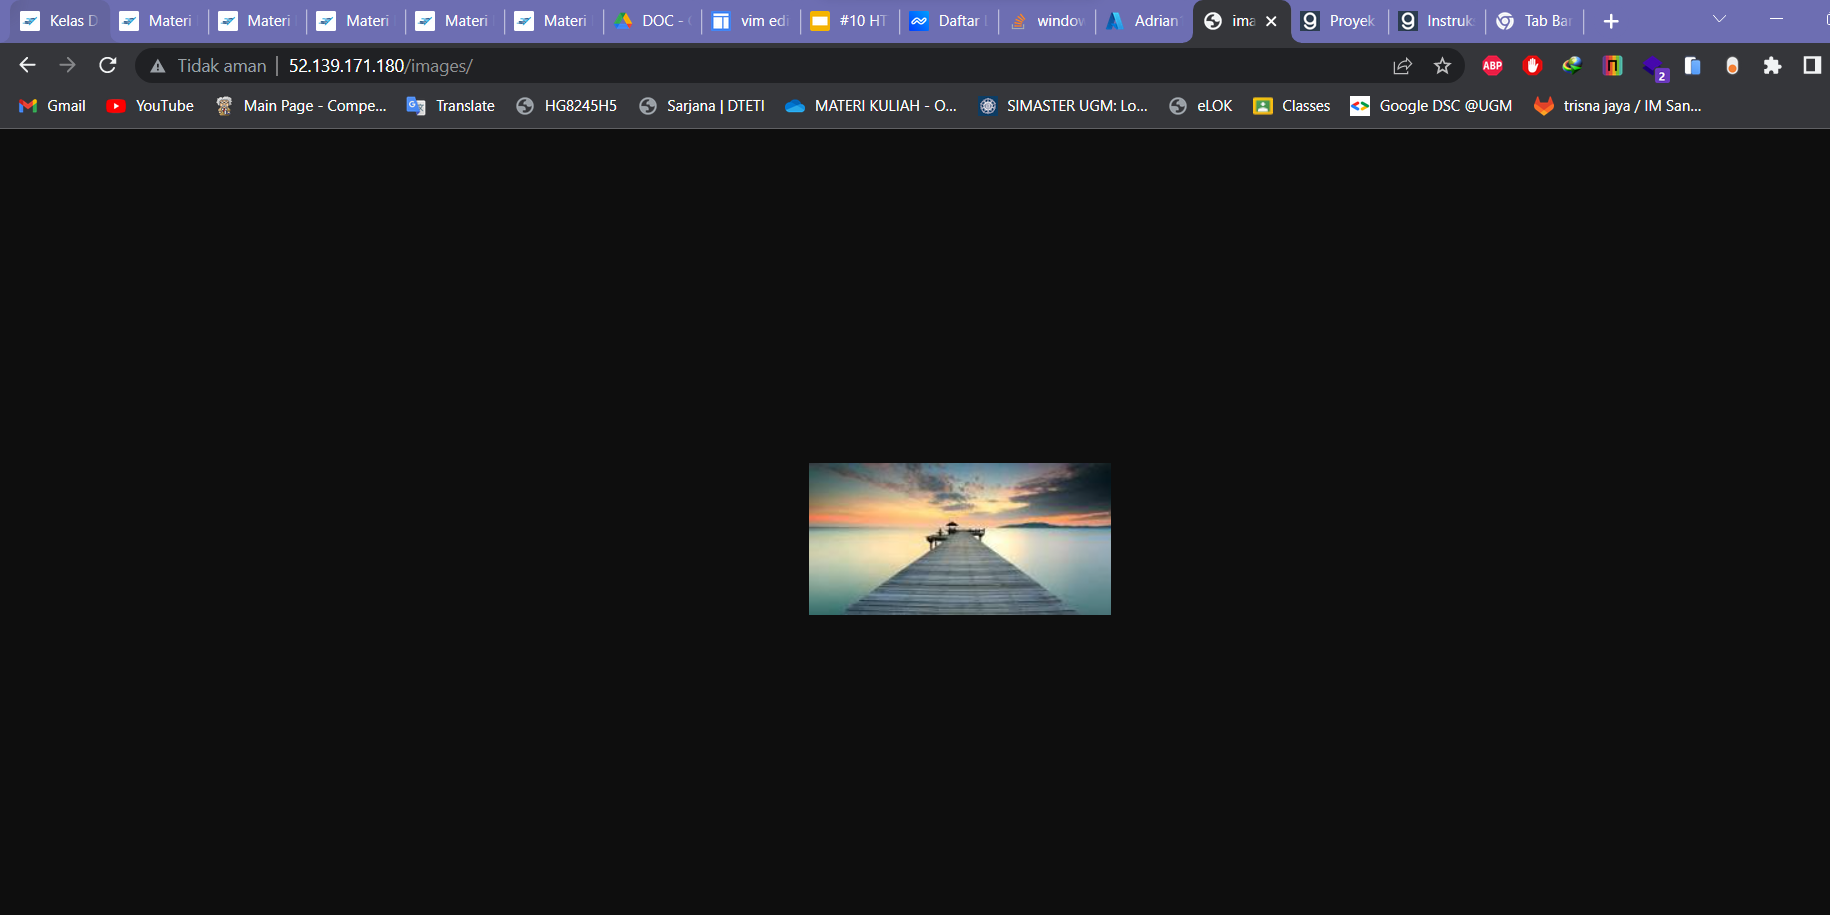 Kelas D Materi Materi Materi Materi Materi DOC - vim edi #10 HT Daftar window Adrian ima Proyek Instruks Tab Bar
Tidak aman 52.139.171.180/images/ ABP 2
Gmail YouTube Main Page - Compe... Translate HG8245H5 Sarjana | DTETI MATERI KULIAH - O... SIMASTER UGM: Lo... eLOK Classes Google DSC @UGM trisna jaya / IM San...